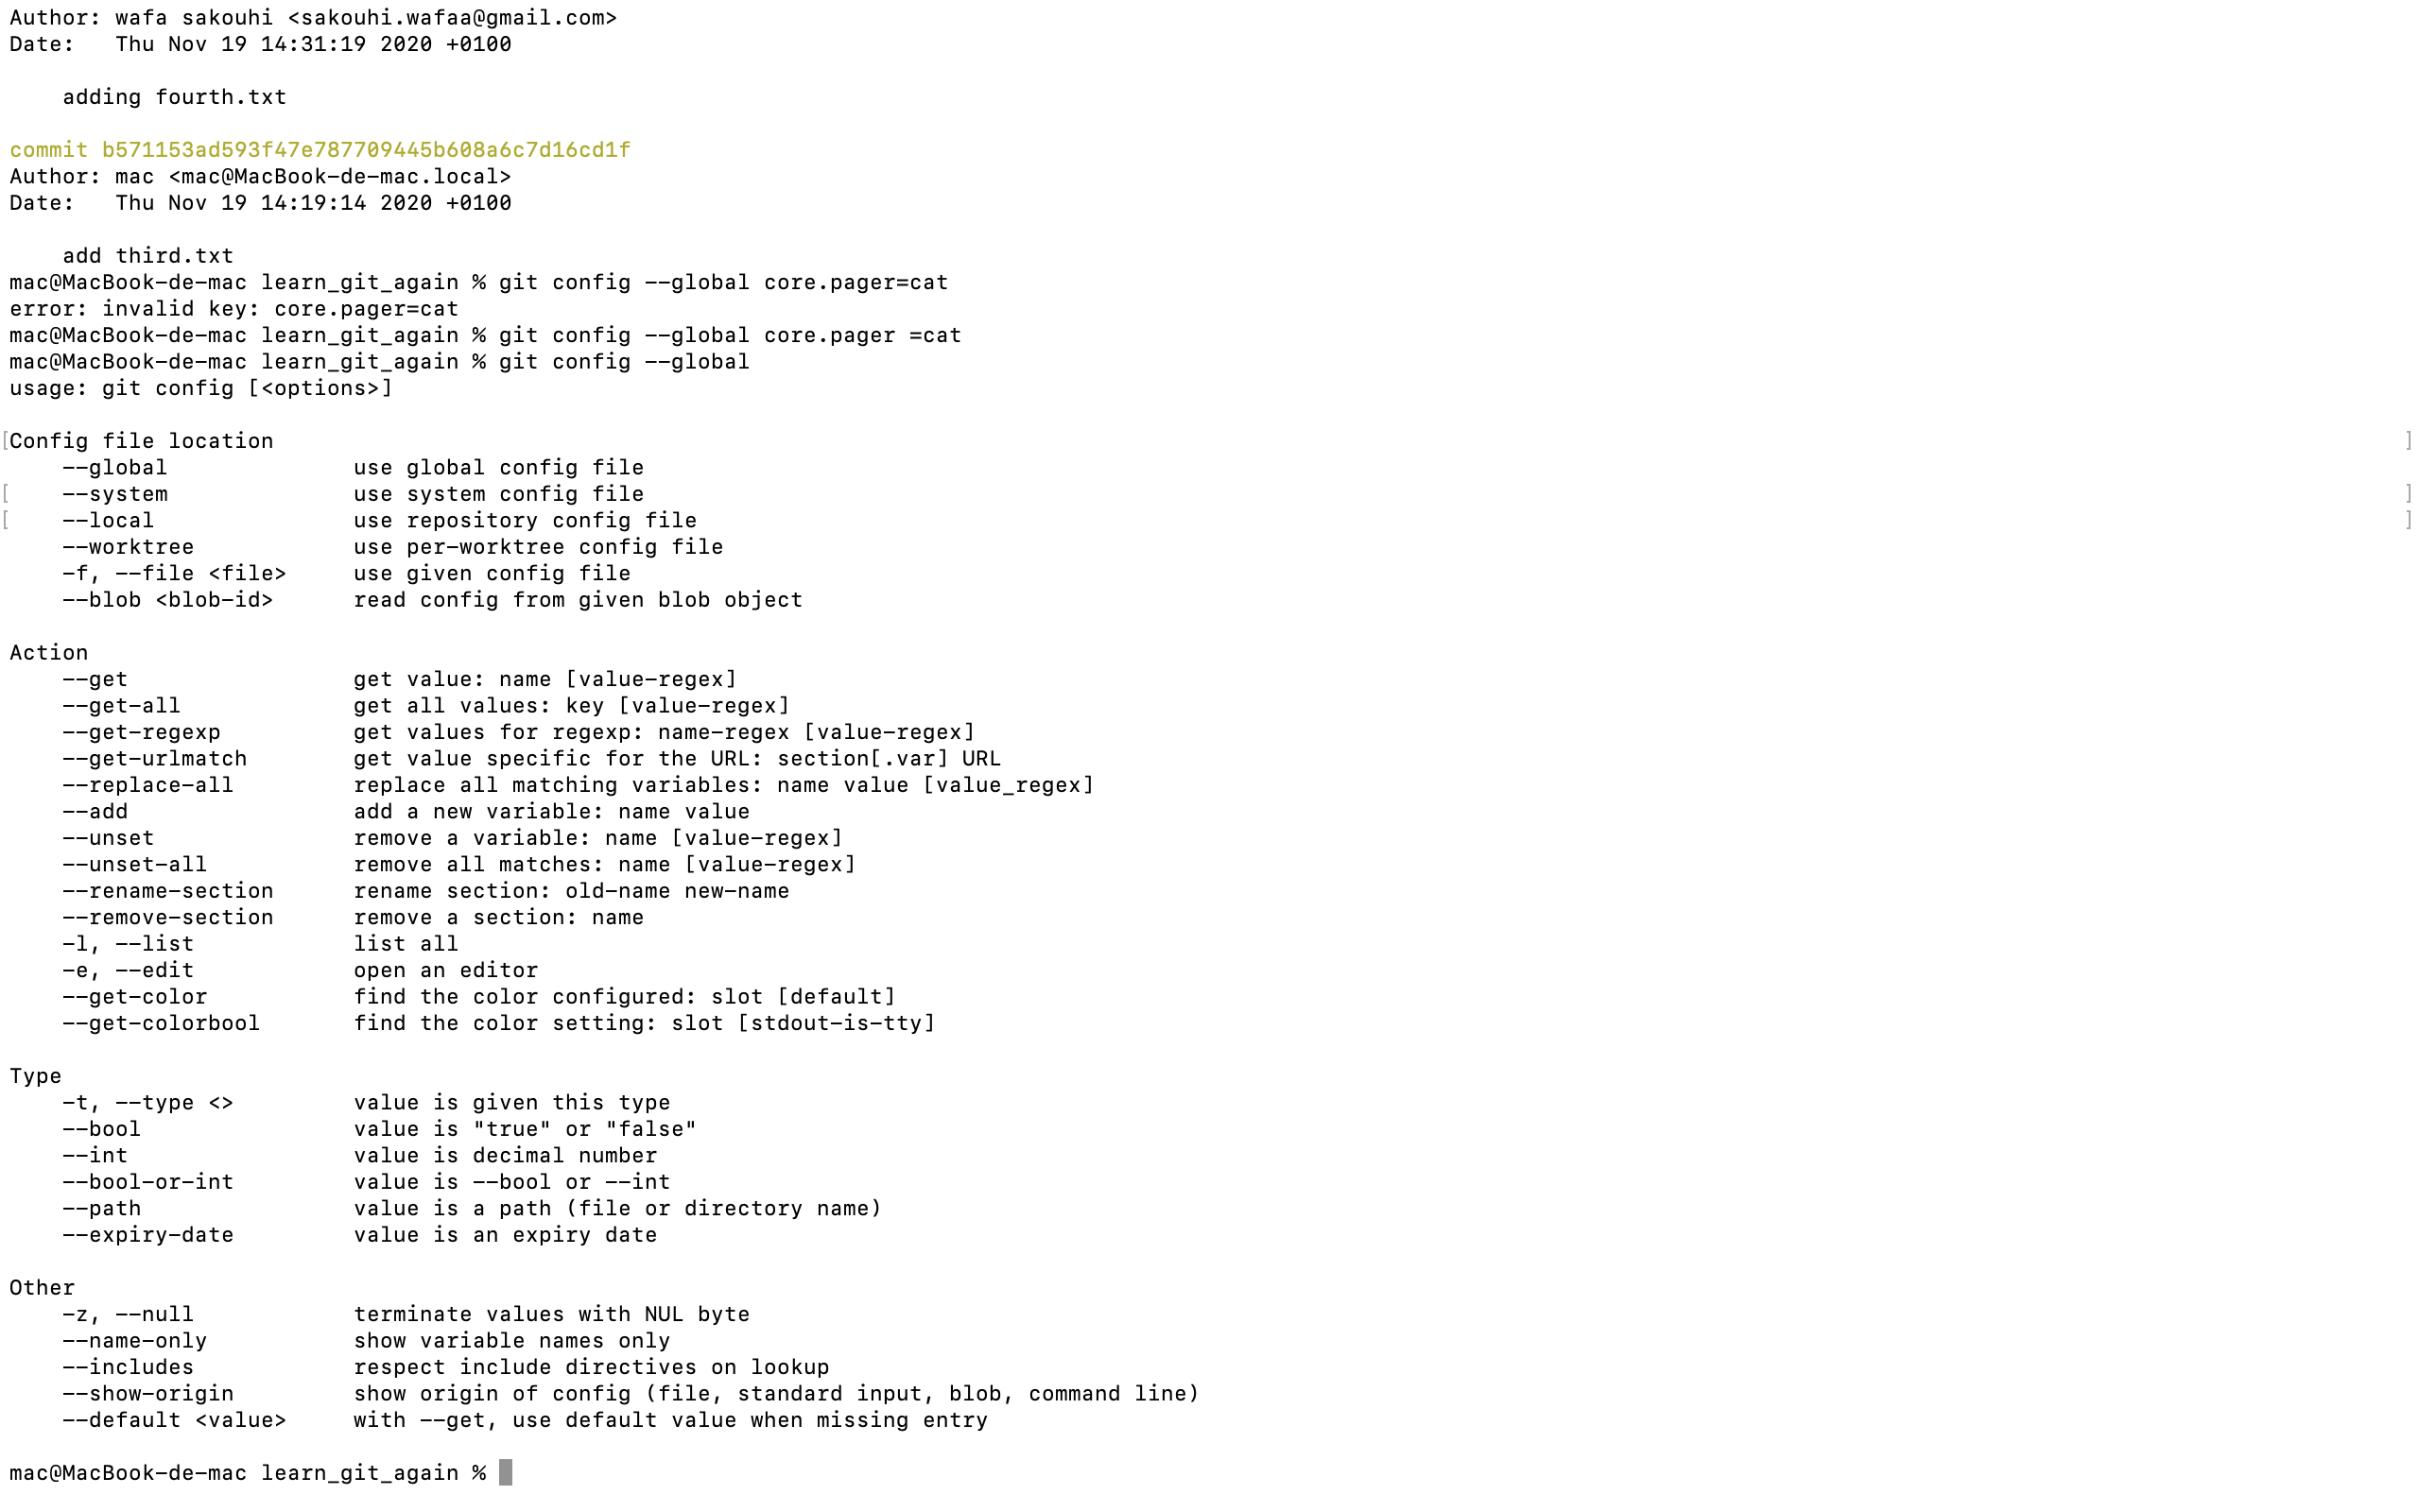 Author: wafa sakouhi <sakouhi.wafaa@gmail.com>
Date:   Thu Nov 19 14:31:19 2020 +0100

    adding fourth.txt

commit b571153ad593f47e787709445b608a6c7d16cd1f
Author: mac <mac@MacBook-de-mac.local>
Date:   Thu Nov 19 14:19:14 2020 +0100

    add third.txt
mac@MacBook-de-mac learn_git_again % git config --global core.pager=cat
error: invalid key: core.pager=cat
mac@MacBook-de-mac learn_git_again % git config --global core.pager =cat
mac@MacBook-de-mac learn_git_again % git config --global
usage: git config [<options>]

[Config file location ]
    --global              use global config file
[    --system              use system config file ]
[    --local               use repository config file ]
    --worktree            use per-worktree config file
    -f, --file <file>     use given config file
    --blob <blob-id>      read config from given blob object

Action
    --get                 get value: name [value-regex]
    --get-all             get all values: key [value-regex]
    --get-regexp          get values for regexp: name-regex [value-regex]
    --get-urlmatch        get value specific for the URL: section[.var] URL
    --replace-all         replace all matching variables: name value [value_regex]
    --add                 add a new variable: name value
    --unset               remove a variable: name [value-regex]
    --unset-all           remove all matches: name [value-regex]
    --rename-section      rename section: old-name new-name
    --remove-section      remove a section: name
    -l, --list            list all
    -e, --edit            open an editor
    --get-color           find the color configured: slot [default]
    --get-colorbool       find the color setting: slot [stdout-is-tty]

Type
    -t, --type <>         value is given this type
    --bool                value is "true" or "false"
    --int                 value is decimal number
    --bool-or-int         value is --bool or --int
    --path                value is a path (file or directory name)
    --expiry-date         value is an expiry date

Other
    -z, --null            terminate values with NUL byte
    --name-only           show variable names only
    --includes            respect include directives on lookup
    --show-origin         show origin of config (file, standard input, blob, command line)
    --default <value>     with --get, use default value when missing entry

mac@MacBook-de-mac learn_git_again %